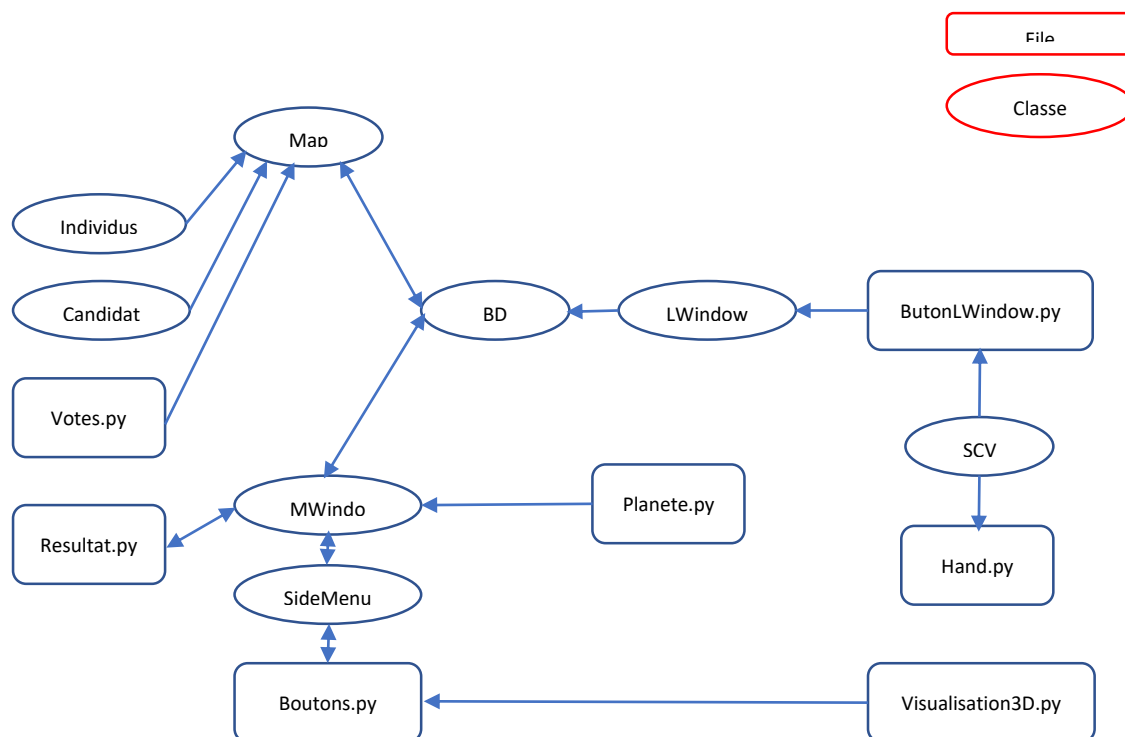 File
Classe
Map
Individus
Candidat
BD
LWindow
ButonLWindow.py
Votes.py
SCV
MWindo
Planete.py
Resultat.py
Hand.py
SideMenu
Boutons.py
Visualisation3D.py